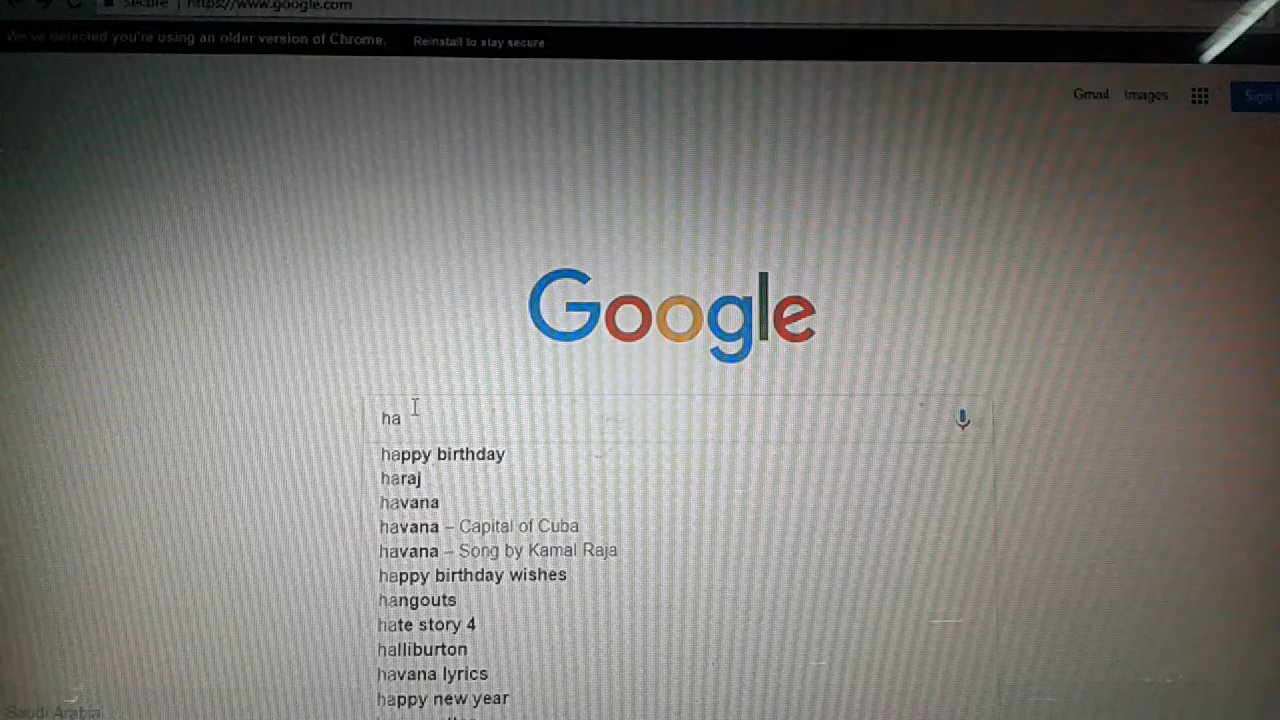 Secure | https://www.google.com
We've detected you're using an older version of Chrome. Reinstall to stay secure
Gmail Images Sign
Google
ha
happy birthday
haraj
havana
havana – Capital of Cuba
havana – Song by Kamal Raja
happy birthday wishes
hangouts
hate story 4
halliburton
havana lyrics
happy new year
Saudi Arabia